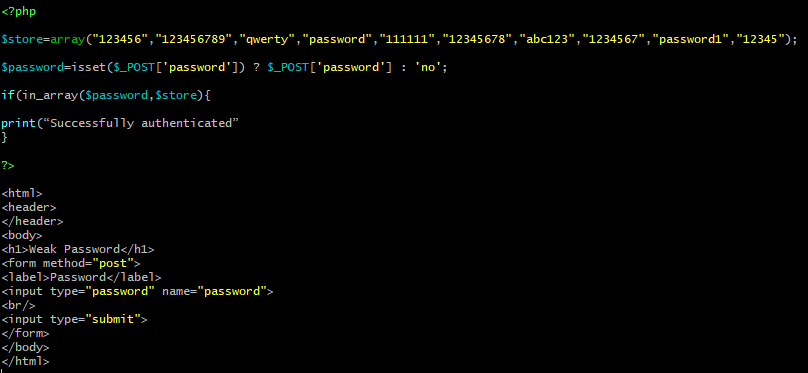 <?php
$store=array("123456","123456789","qwerty","password","111111","12345678","abc123","1234567","password1","12345");
$password=isset($_POST['password']) ? $_POST['password'] : 'no';
if(in_array($password,$store){
print(“Successfully authenticated”
}
?>
<html>
<header>
</header>
<body>
<h1>Weak Password</h1>
<form method="post">
<label>Password</label>
<input type="password" name="password">
<br/>
<input type="submit">
</form>
</body>
</html>